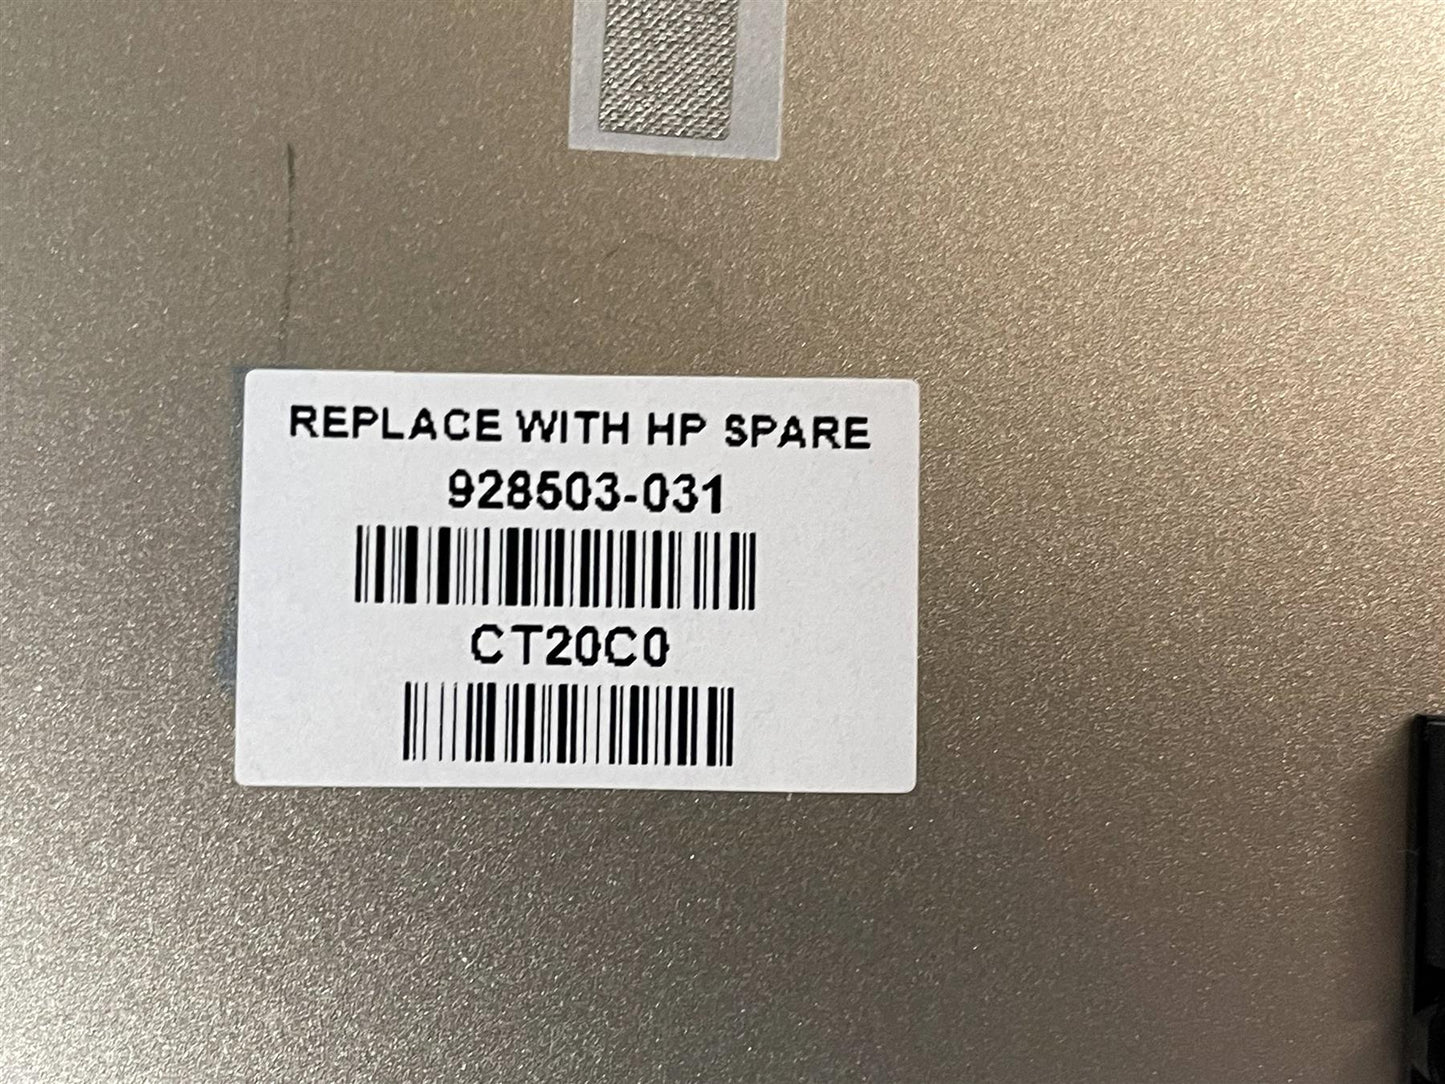 REPLACE WITH HP SPARE
928503-031
CT20C0